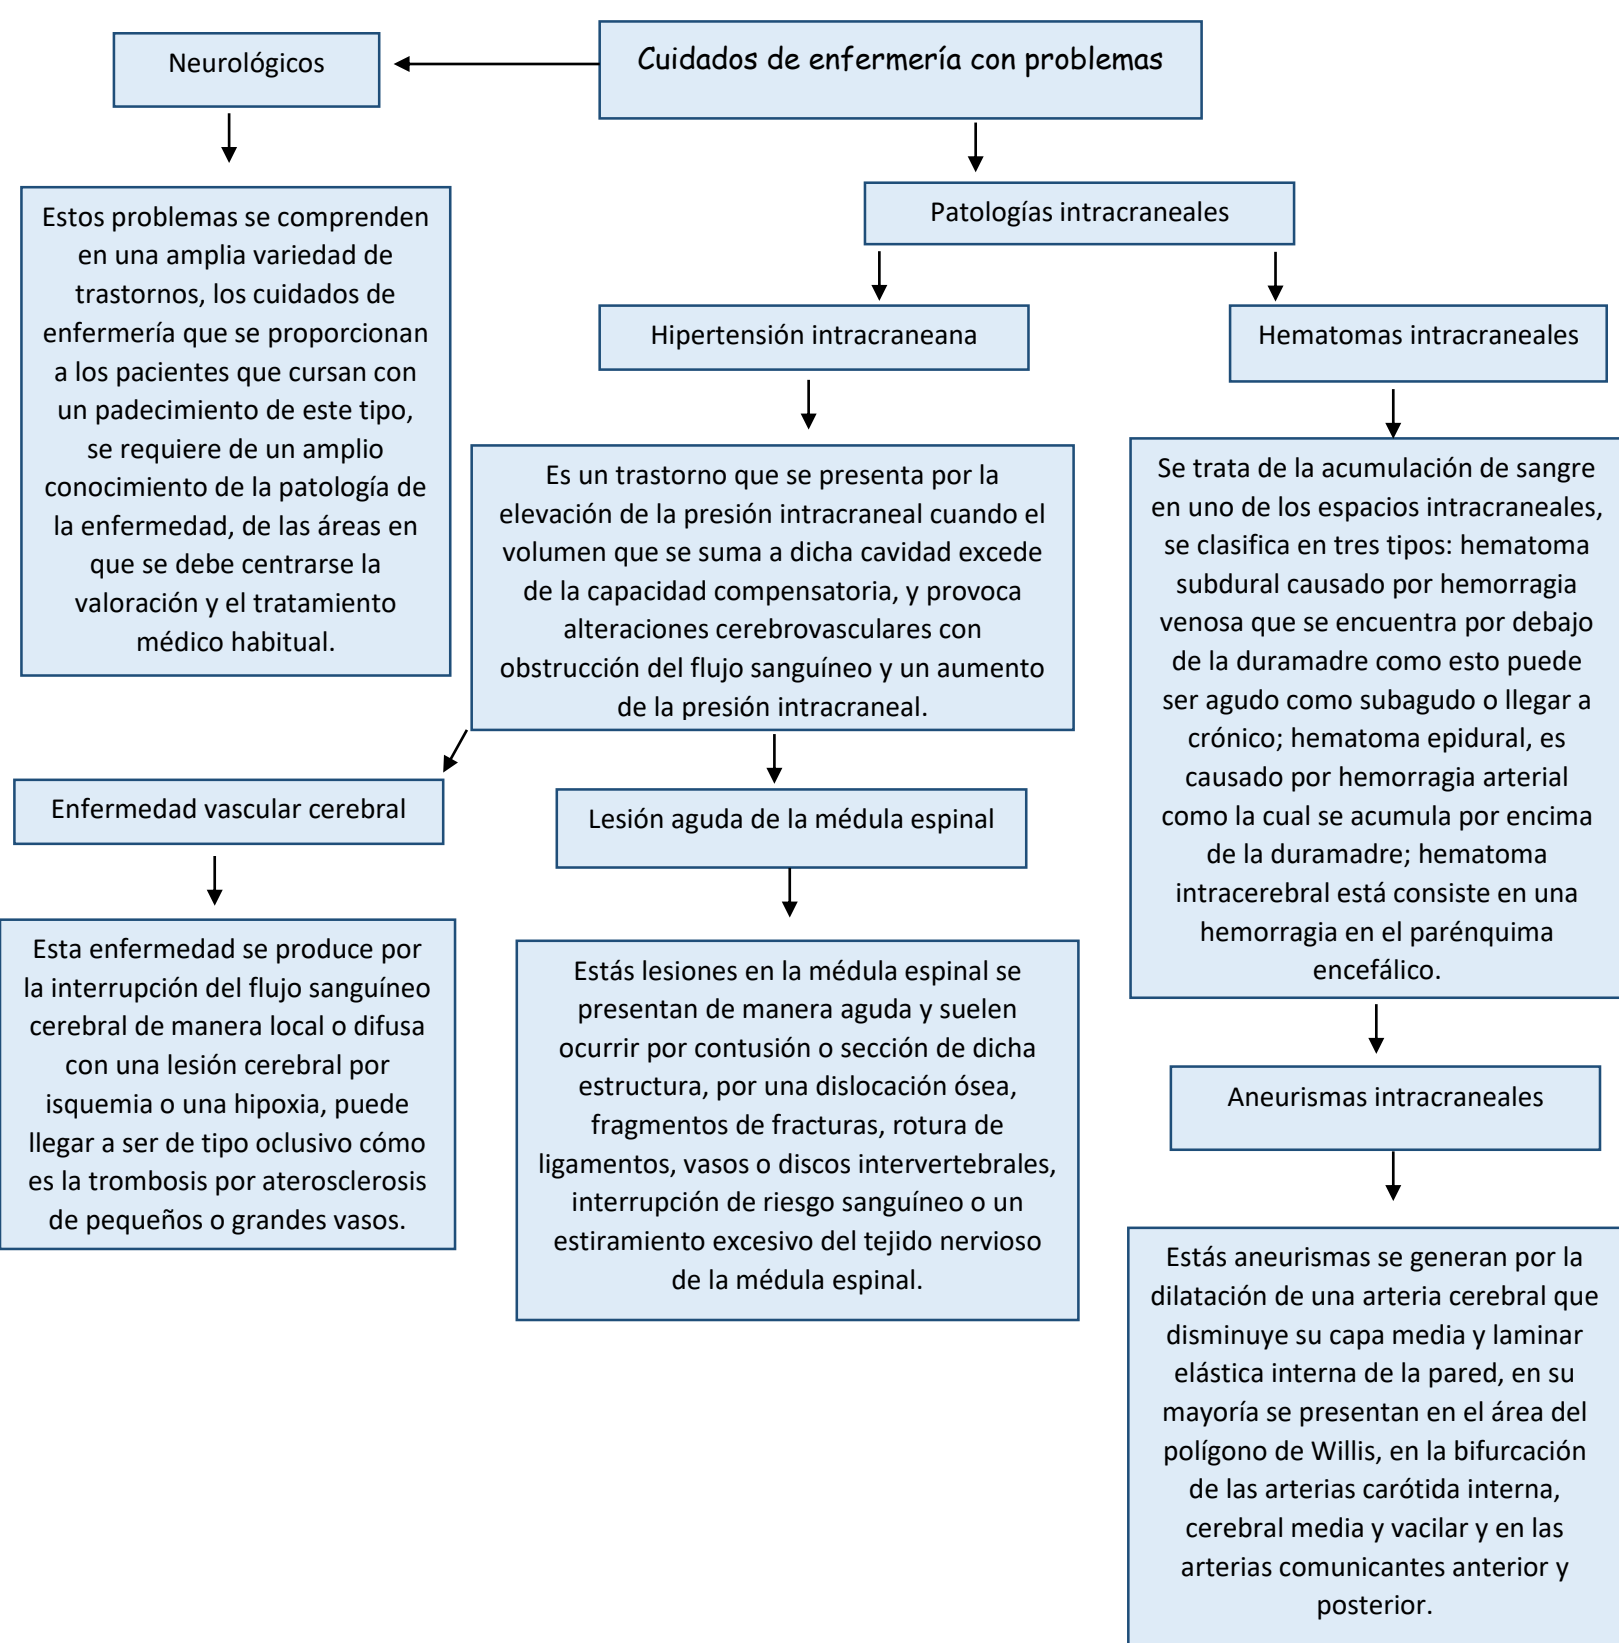 Cuidados de enfermería con problemas
Neurológicos
Estos problemas se comprenden
en una amplia variedad de
trastornos, los cuidados de
enfermería que se proporcionan
a los pacientes que cursan con
un padecimiento de este tipo,
se requiere de un amplio
conocimiento de la patología de
la enfermedad, de las áreas en
que se debe centrarse la
valoración y el tratamiento
médico habitual.
Patologías intracraneales
Hipertensión intracraneana
Es un trastorno que se presenta por la
elevación de la presión intracraneal cuando el
volumen que se suma a dicha cavidad excede
de la capacidad compensatoria, y provoca
alteraciones cerebrovasculares con
obstrucción del flujo sanguíneo y un aumento
de la presión intracraneal.
Enfermedad vascular cerebral
Esta enfermedad se produce por
la interrupción del flujo sanguíneo
cerebral de manera local o difusa
con una lesión cerebral por
isquemia o una hipoxia, puede
llegar a ser de tipo oclusivo cómo
es la trombosis por aterosclerosis
de pequeños o grandes vasos.
Lesión aguda de la médula espinal
Estás lesiones en la médula espinal se
presentan de manera aguda y suelen
ocurrir por contusión o sección de dicha
estructura, por una dislocación ósea,
fragmentos de fracturas, rotura de
ligamentos, vasos o discos intervertebrales,
interrupción de riesgo sanguíneo o un
estiramiento excesivo del tejido nervioso
de la médula espinal.
Hematomas intracraneales
Se trata de la acumulación de sangre
en uno de los espacios intracraneales,
se clasifica en tres tipos: hematoma
subdural causado por hemorragia
venosa que se encuentra por debajo
de la duramadre como esto puede
ser agudo como subagudo o llegar a
crónico; hematoma epidural, es
causado por hemorragia arterial
como la cual se acumula por encima
de la duramadre; hematoma
intracerebral está consiste en una
hemorragia en el parénquima
encefálico.
Aneurismas intracraneales
Estás aneurismas se generan por la
dilatación de una arteria cerebral que
disminuye su capa media y laminar
elástica interna de la pared, en su
mayoría se presentan en el área del
polígono de Willis, en la bifurcación
de las arterias carótida interna,
cerebral media y vacilar y en las
arterias comunicantes anterior y
posterior.